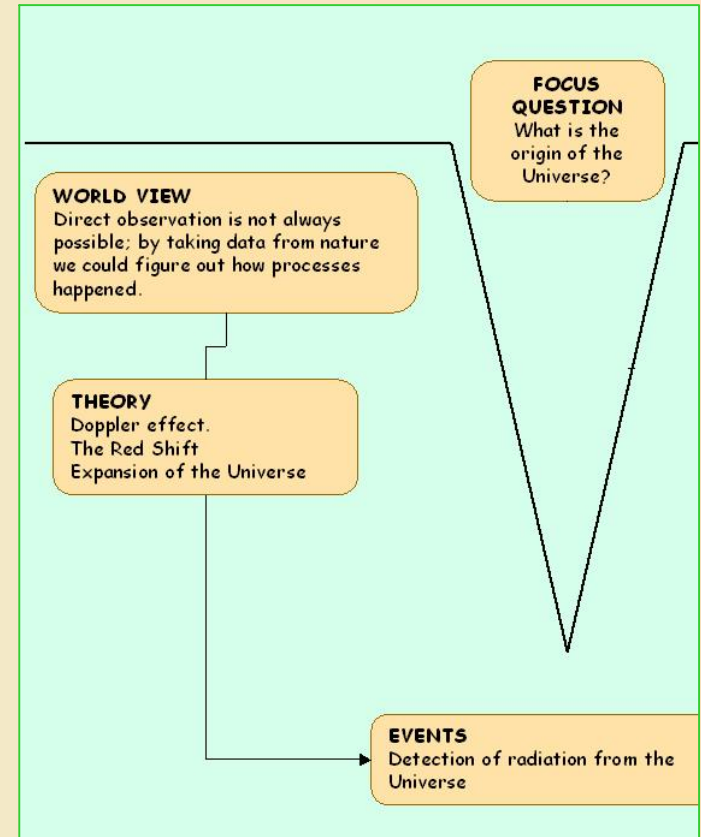 FOCUS
QUESTION
What is the
origin of the
Universe?
WORLD VIEW
Direct observation is not always
possible; by taking data from nature
we could figure out how processes
happened.
THEORY
Doppler effect.
The Red Shift
Expansion of the Universe
EVENTS
Detection of radiation from the
Universe